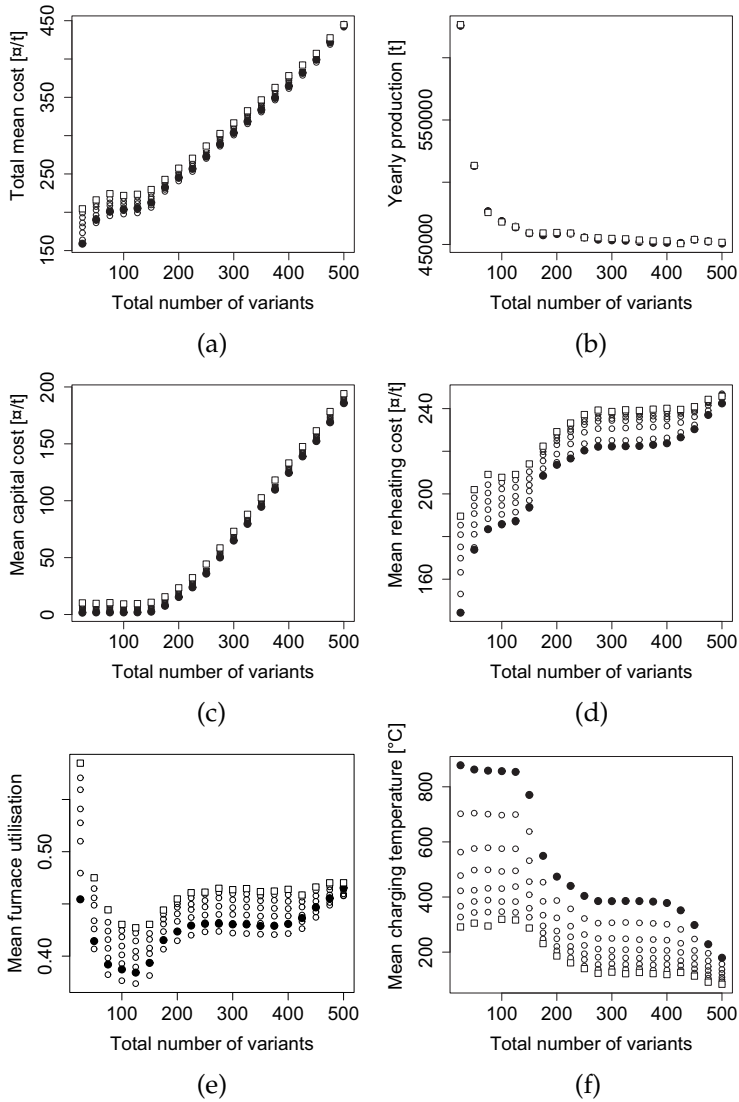 150 250 350 450
Total mean cost [¤/t]
100 200 300 400 500
Total number of variants
(a)
450000 550000
Yearly production [t]
100 200 300 400 500
Total number of variants
(b)
0 50 100 150 200
Mean capital cost [¤/t]
100 200 300 400 500
Total number of variants
(c)
160 200 240
Mean reheating cost [¤/t]
100 200 300 400 500
Total number of variants
(d)
0.40 0.50
Mean furnace utilisation
100 200 300 400 500
Total number of variants
(e)
200 400 600 800
Mean charging temperature [°C]
100 200 300 400 500
Total number of variants
(f)